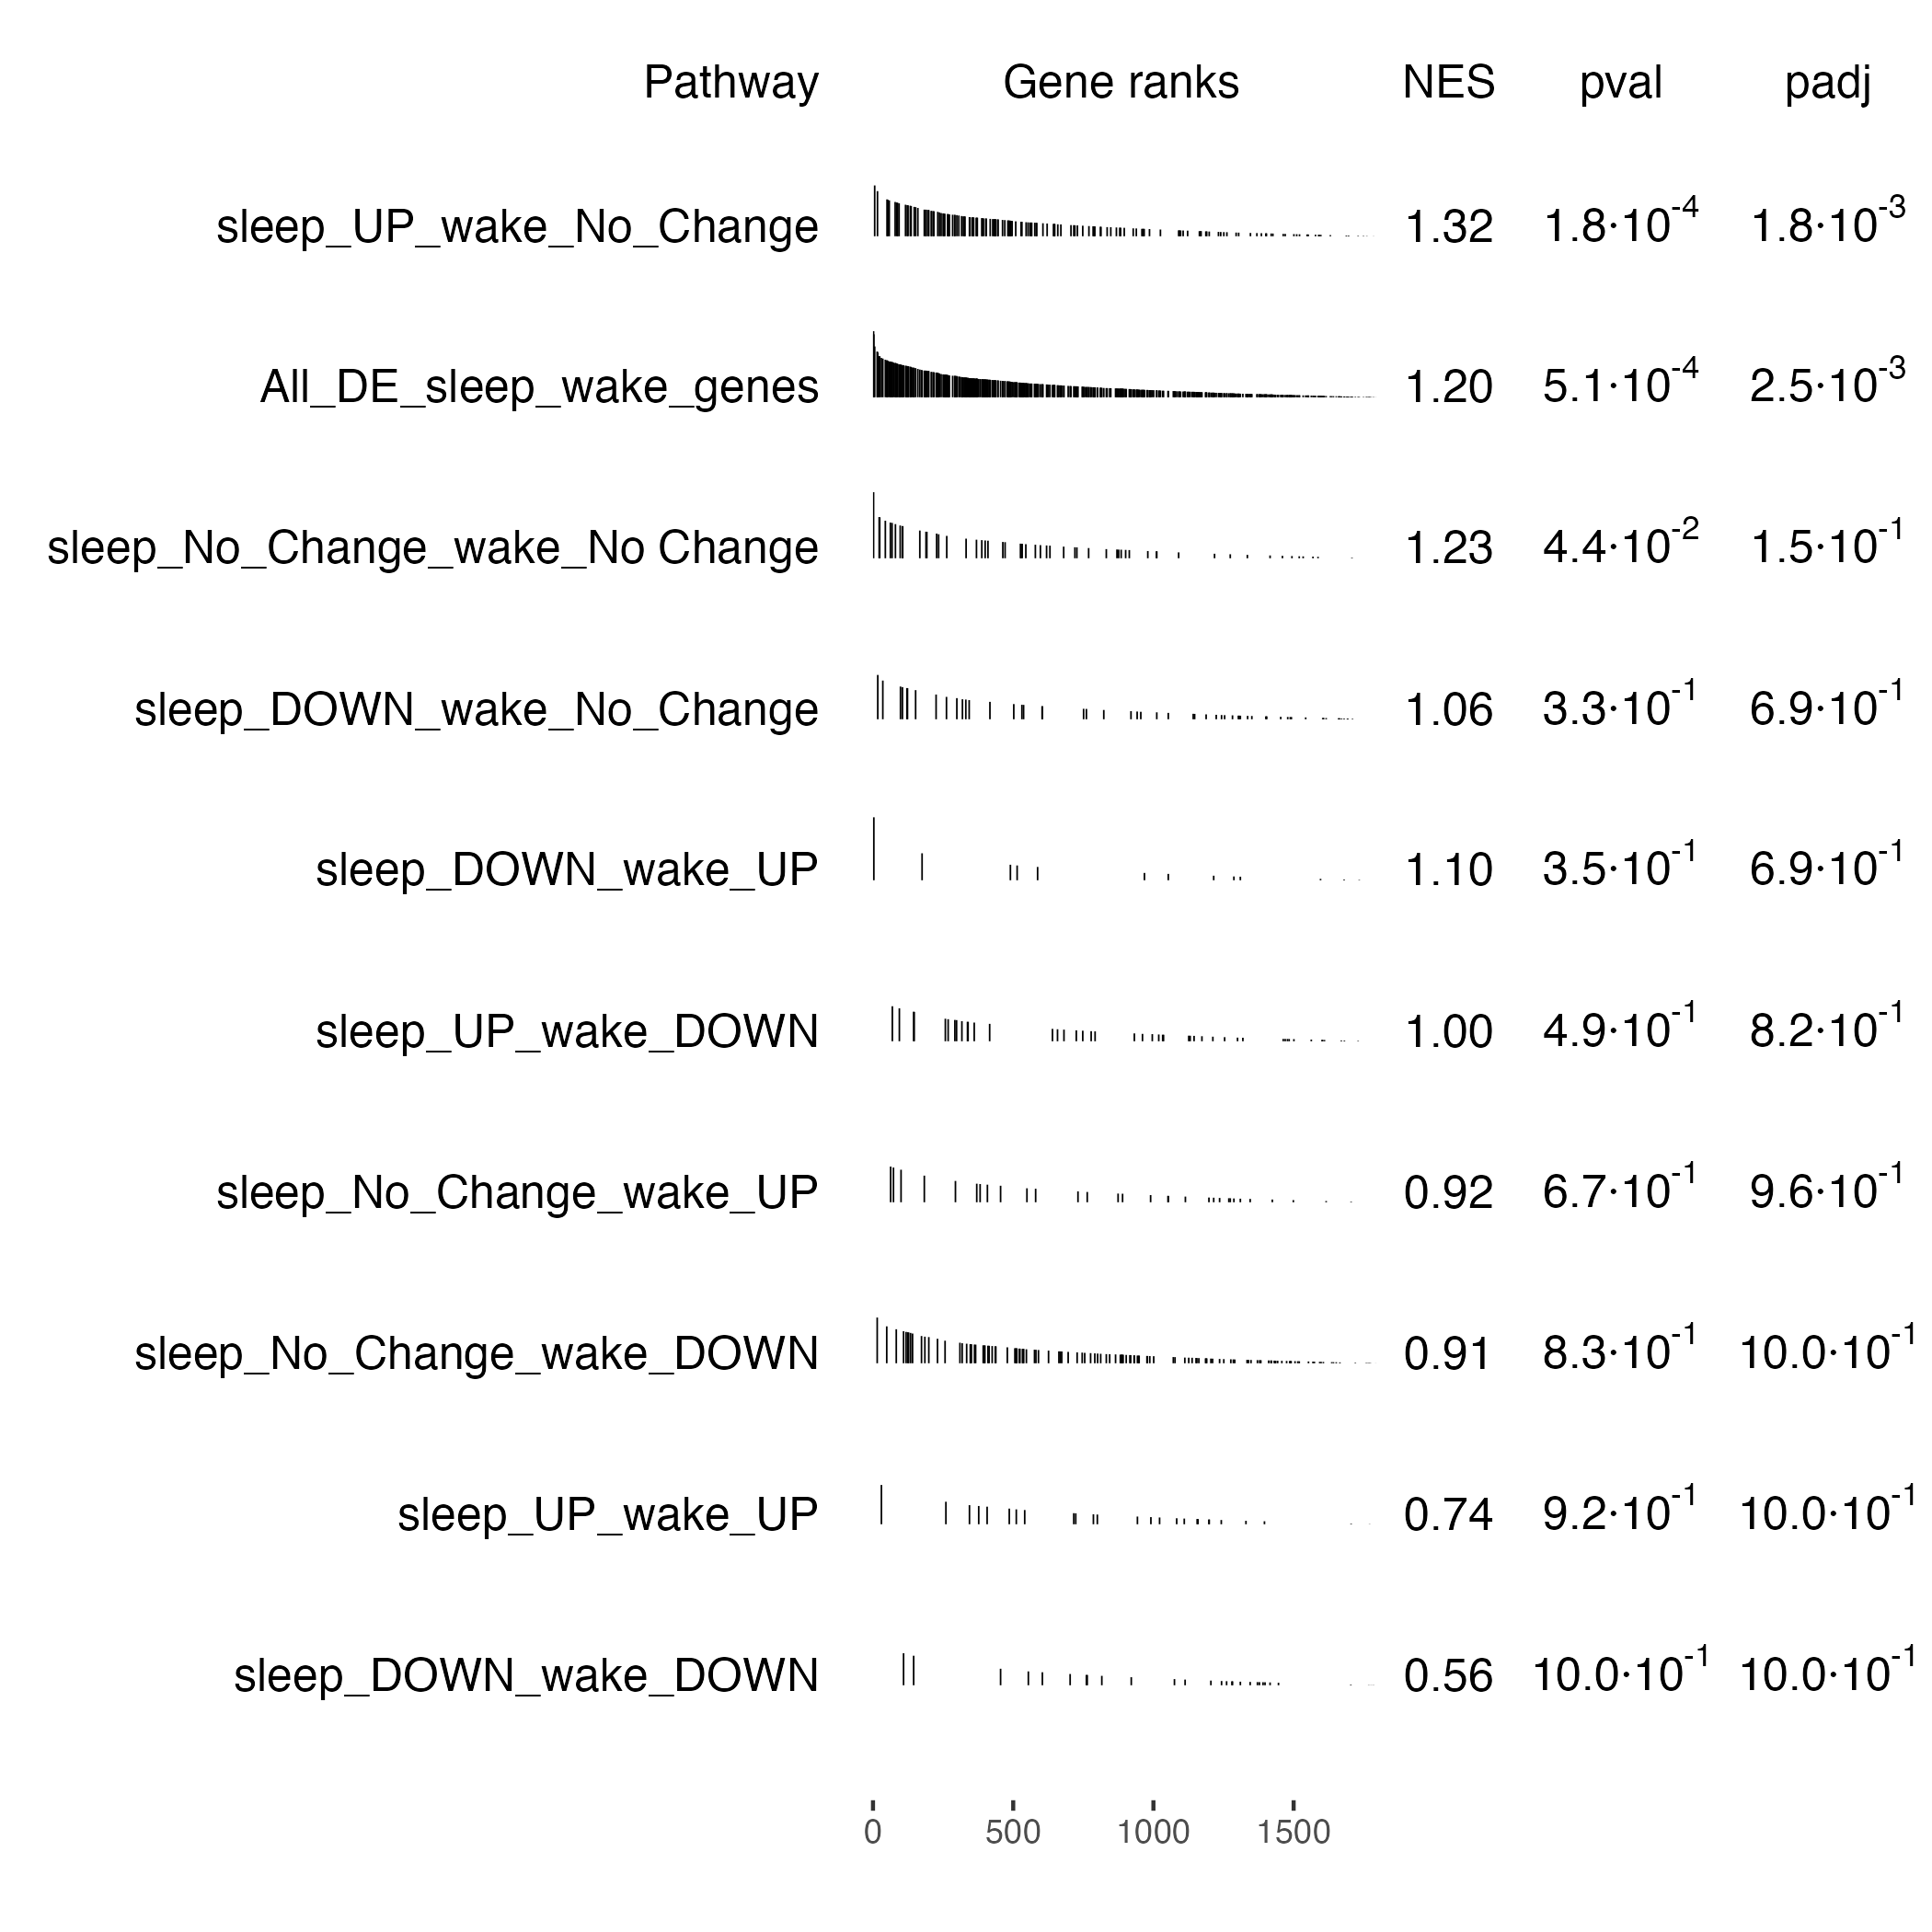 Pathway Gene ranks NES pval padj
sleep_UP_wake_No_Change 1.32 1.8·10^-4 1.8·10^-3
All_DE_sleep_wake_genes 1.20 5.1·10^-4 2.5·10^-3
sleep_No_Change_wake_No Change 1.23 4.4·10^-2 1.5·10^-1
sleep_DOWN_wake_No_Change 1.06 3.3·10^-1 6.9·10^-1
sleep_DOWN_wake_UP 1.10 3.5·10^-1 6.9·10^-1
sleep_UP_wake_DOWN 1.00 4.9·10^-1 8.2·10^-1
sleep_No_Change_wake_UP 0.92 6.7·10^-1 9.6·10^-1
sleep_No_Change_wake_DOWN 0.91 8.3·10^-1 10.0·10^-1
sleep_UP_wake_UP 0.74 9.2·10^-1 10.0·10^-1
sleep_DOWN_wake_DOWN 0.56 10.0·10^-1 10.0·10^-1
0 500 1000 1500